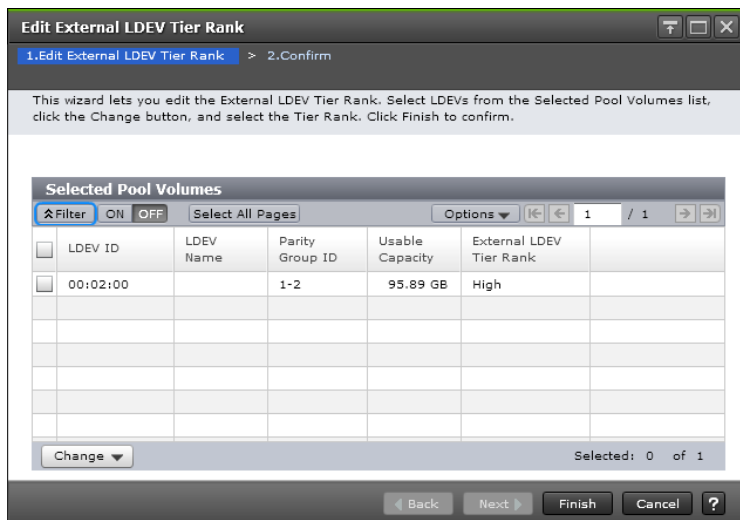 Edit External LDEV Tier Rank
1.Edit External LDEV Tier Rank > 2.Confirm
This wizard lets you edit the External LDEV Tier Rank. Select LDEVs from the Selected Pool Volumes list,
click the Change button, and select the Tier Rank. Click Finish to confirm.
Selected Pool Volumes
Filter ON OFF Select All Pages Options 1 / 1
LDEV ID LDEV Name Parity Group ID Usable Capacity External LDEV Tier Rank
00:02:00 1-2 95.89 GB High
Change Selected: 0 of 1
Back Next Finish Cancel ?